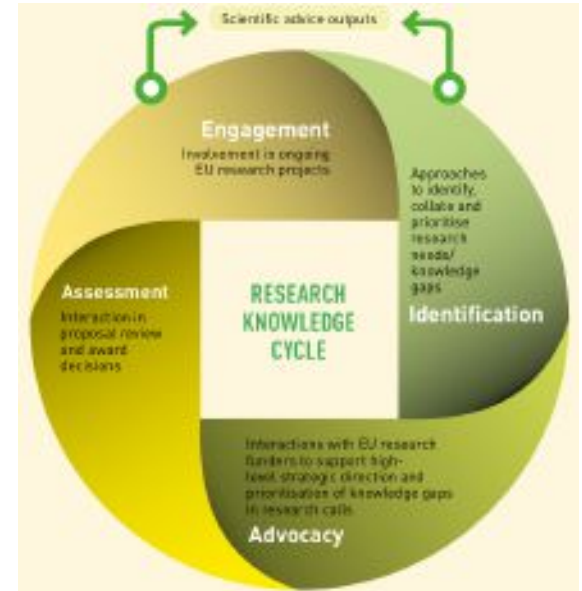 Scientific advice outputs
Engagement
Involvement in ongoing
EU research projects
Approaches
to identify,
collate and
prioritise
research
needs/
knowledge
gaps
Identification
Assessment
Interaction in
proposal review
and award
decisions
RESEARCH
KNOWLEDGE
CYCLE
Interactions with EU research
funders to support high-
level strategic direction and
prioritisation of knowledge gaps
in research calls
Advocacy